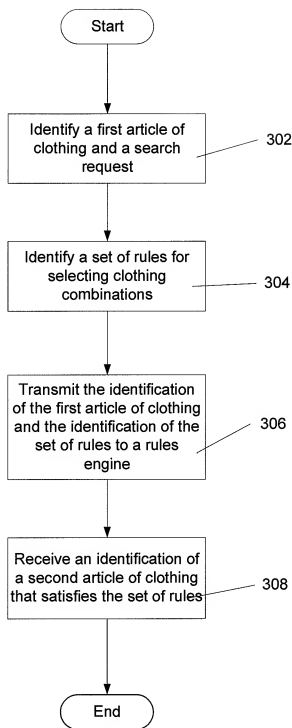 Start
Identify a first article of
clothing and a search
request
302
Identify a set of rules for
selecting clothing
combinations
304
Transmit the identification
of the first article of clothing
and the identification of the
set of rules to a rules
engine
306
Receive an identification of
a second article of clothing
that satisfies the set of rules
308
End